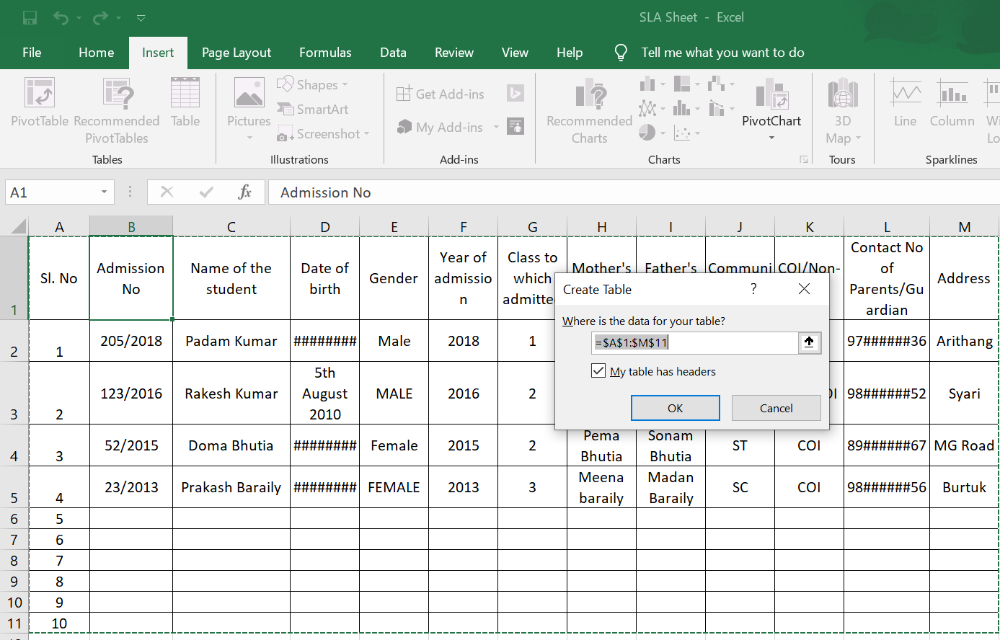 SLA Sheet - Excel
File Home Insert Page Layout Formulas Data Review View Help Tell me what you want to do
PivotTable
Recommended
PivotTables
Table
Tables
Pictures
Shapes
SmartArt
Screenshot
Illustrations
Get Add-ins
My Add-ins
Add-ins
Recommended
Charts
PivotChart
Charts
3D
Map
Tours
Line
Column
Sparklines
A1
fx
Admission No
A B C D E F G H I J K L M
1
Sl. No
Admission
No
Name of the
student
Date of
birth
Gender
Year of
admissio
n
Class to
which
admitte
Mother's
Father's
Communi
COI/Non-
Contact No
of
Parents/Gu
ardian
Address
2 1 205/2018 Padam Kumar ######## Male 2018 1 97######36 Arithang
3 2 123/2016 Rakesh Kumar
5th
August
2010
MALE 2016 2 98######52 Syari
4 3 52/2015 Doma Bhutia ######## Female 2015 2
Pema
Bhutia
Sonam
Bhutia
ST COI 89######67 MG Road
5 4 23/2013 Prakash Baraily ######## FEMALE 2013 3
Meena
baraily
Madan
Baraily
SC COI 98######56 Burtuk
6 5
7 6
8 7
9 8
10 9
11 10
Create Table ?
Where is the data for your table?
=$A$1:$M$11
My table has headers
OK Cancel